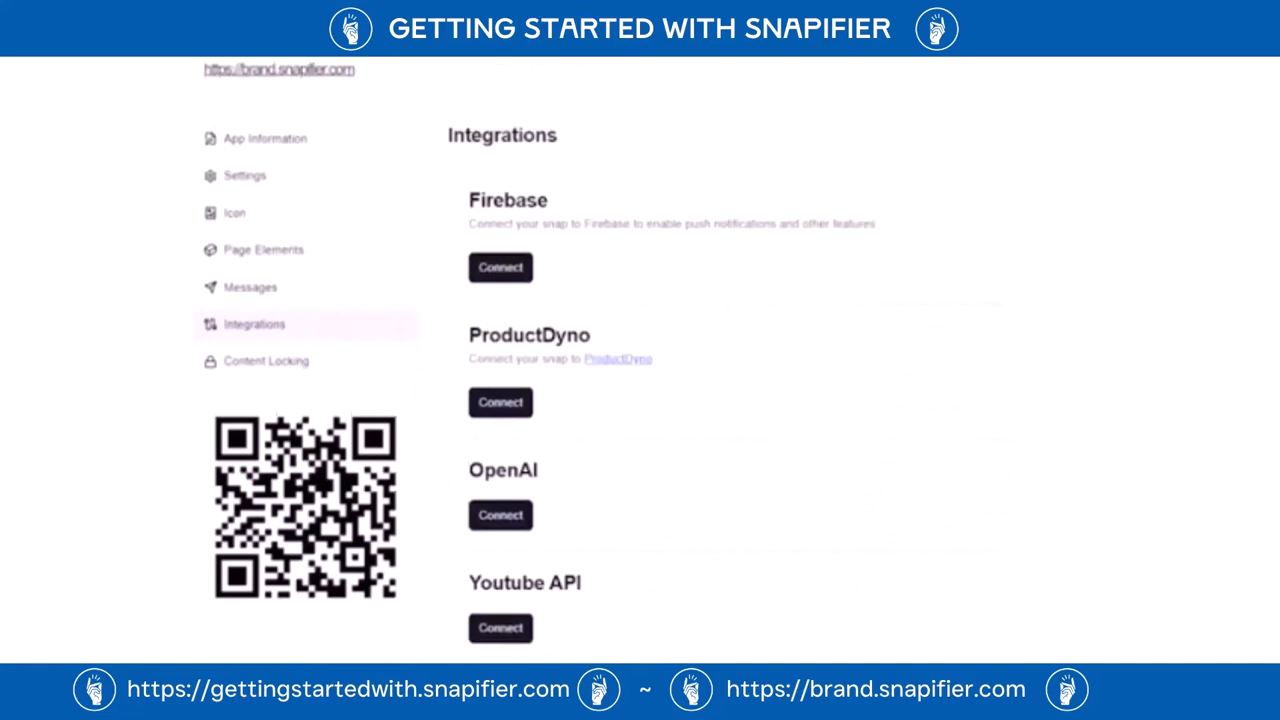 GETTING STARTED WITH SNAPIFIER
https://brand.snapifier.com
App Information
Settings
Icon
Page Elements
Messages
Integrations
Content Locking
Integrations
Firebase
Connect your snap to Firebase to enable push notifications and other features
Connect
ProductDyno
Connect your snap to ProductDyno
Connect
OpenAI
Connect
Youtube API
Connect
https://gettingstartedwith.snapifier.com ~ https://brand.snapifier.com